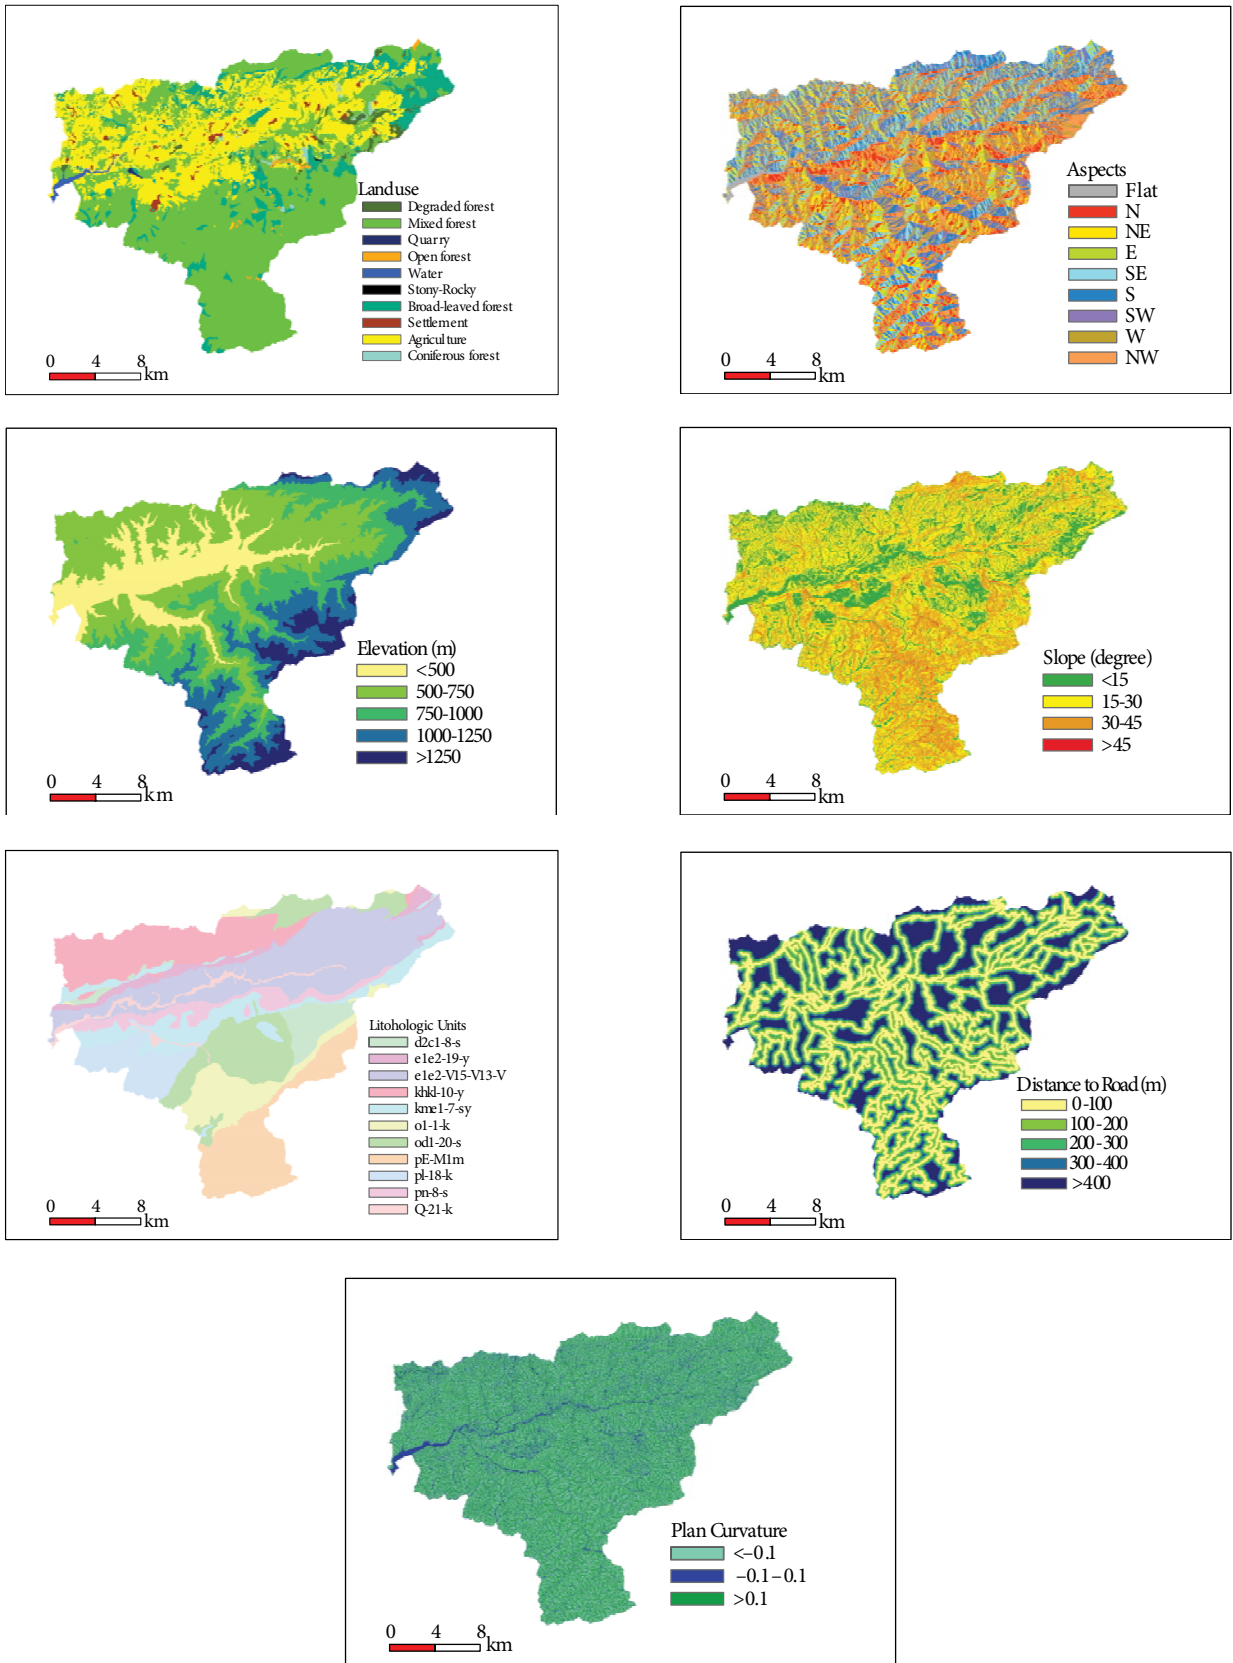 Landuse
Degraded forest
Mixed forest
Quarry
Open forest
Water
Stony-Rocky
Broad-leaved forest
Settlement
Agriculture
Coniferous forest
0 4 8
km
Aspects
Flat
N
NE
E
SE
S
SW
W
NW
0 4 8
km
Elevation (m)
<500
500-750
750-1000
1000-1250
>1250
0 4 8
km
Slope (degree)
<15
15-30
30-45
>45
0 4 8
km
Litohologic Units
d2c1-8-s
e1e2-19-y
e1e2-V15-V13-V
khkl-10-y
kme1-7-sy
o1-1-k
od1-20-s
pE-M1m
pl-18-k
pn-8-s
Q-21-k
0 4 8
km
Distance to Road (m)
0-100
100-200
200-300
300-400
>400
0 4 8
km
Plan Curvature
<–0.1
–0.1–0.1
>0.1
0 4 8
km